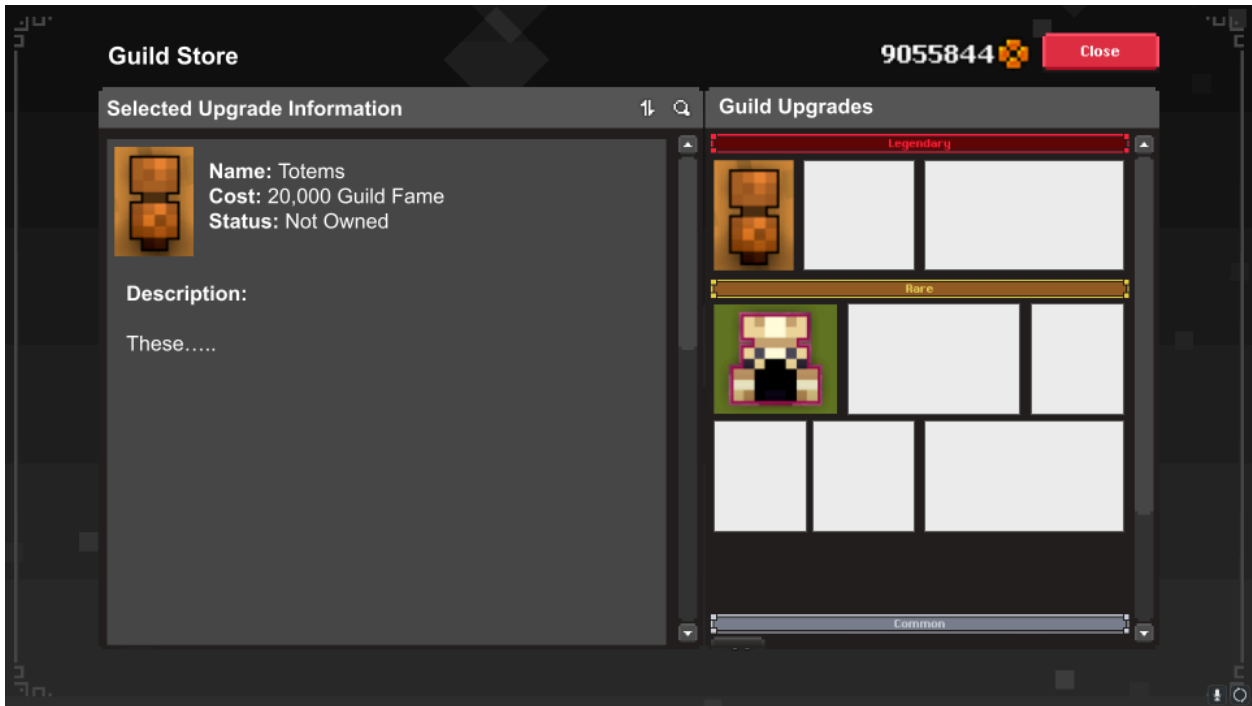 Guild Store
9055844
Close
Selected Upgrade Information
Guild Upgrades
Name: Totems
Cost: 20,000 Guild Fame
Status: Not Owned
Description:
These…..
Legendary
Rare
Common